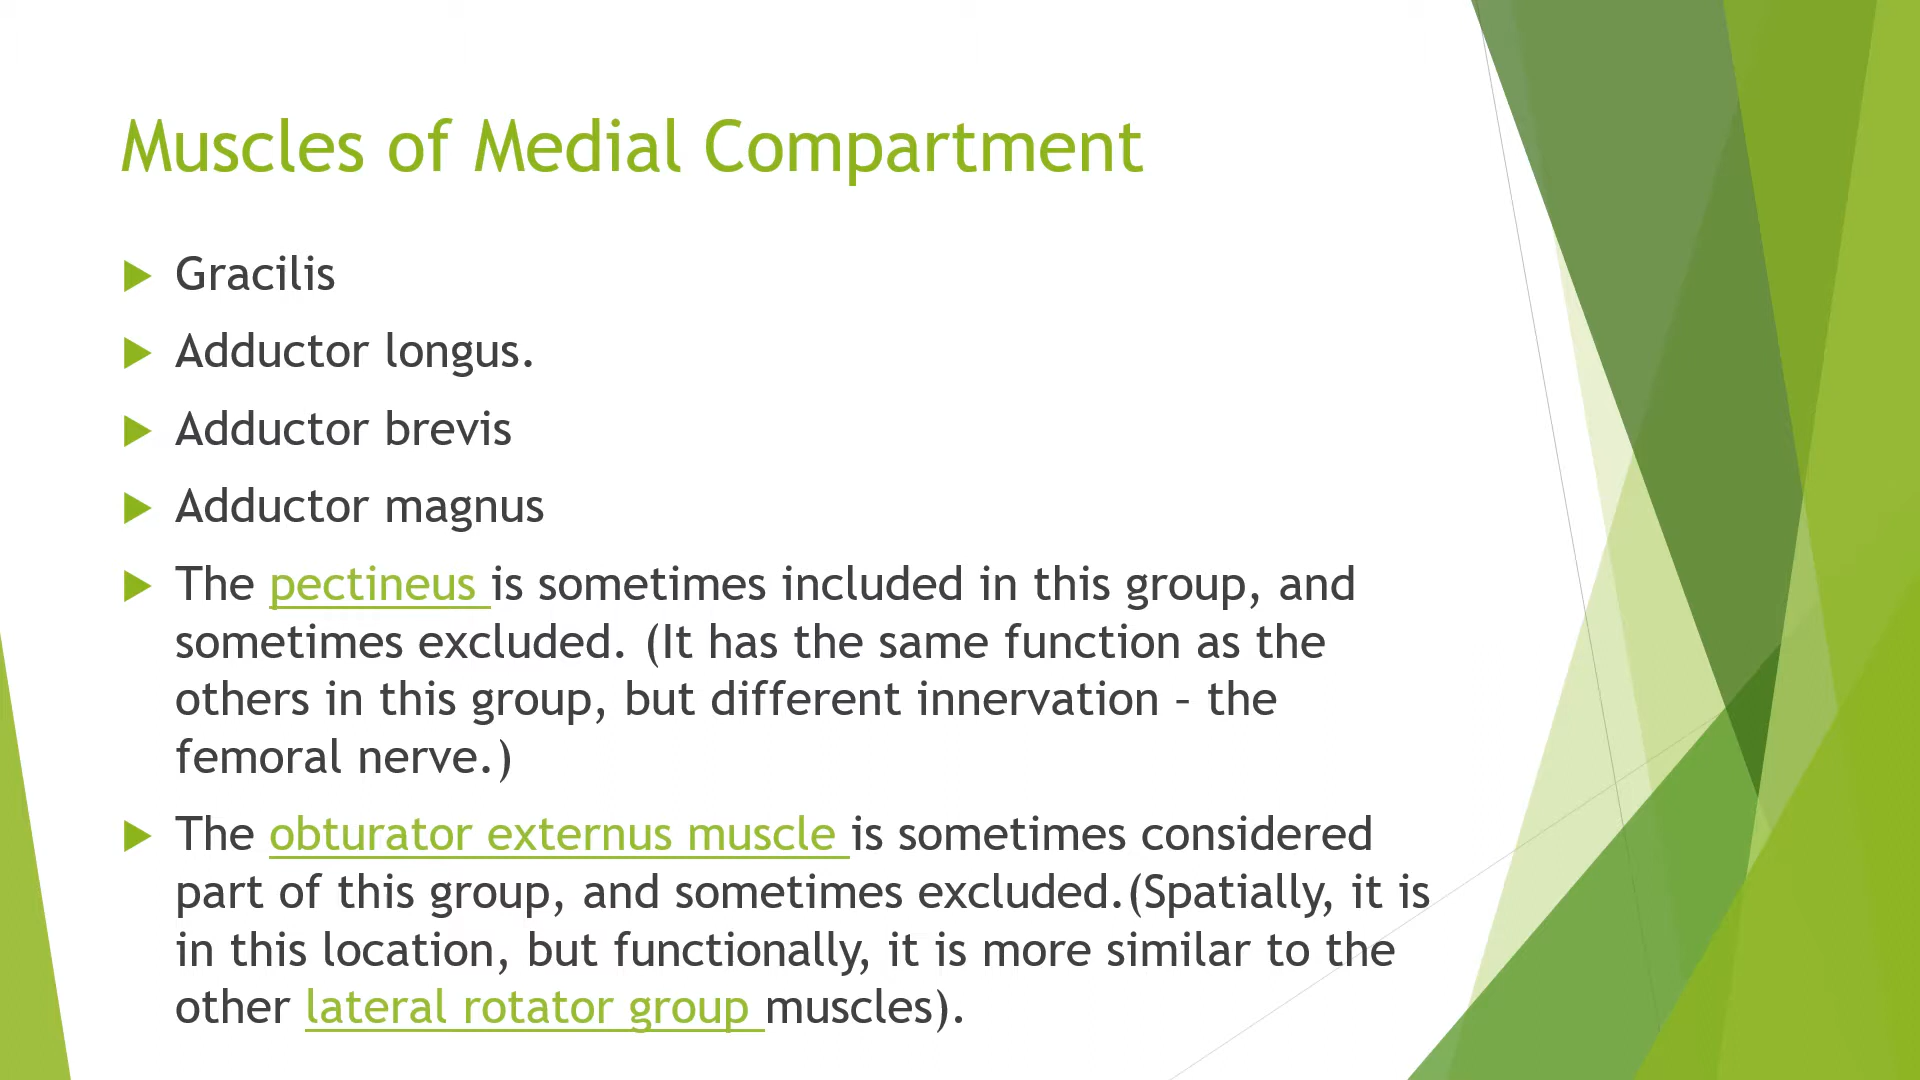 Muscles of Medial Compartment
Gracilis
Adductor longus.
Adductor brevis
Adductor magnus
The pectineus is sometimes included in this group, and
sometimes excluded. (It has the same function as the
others in this group, but different innervation – the
femoral nerve.)
The obturator externus muscle is sometimes considered
part of this group, and sometimes excluded.(Spatially, it is
in this location, but functionally, it is more similar to the
other lateral rotator group muscles).